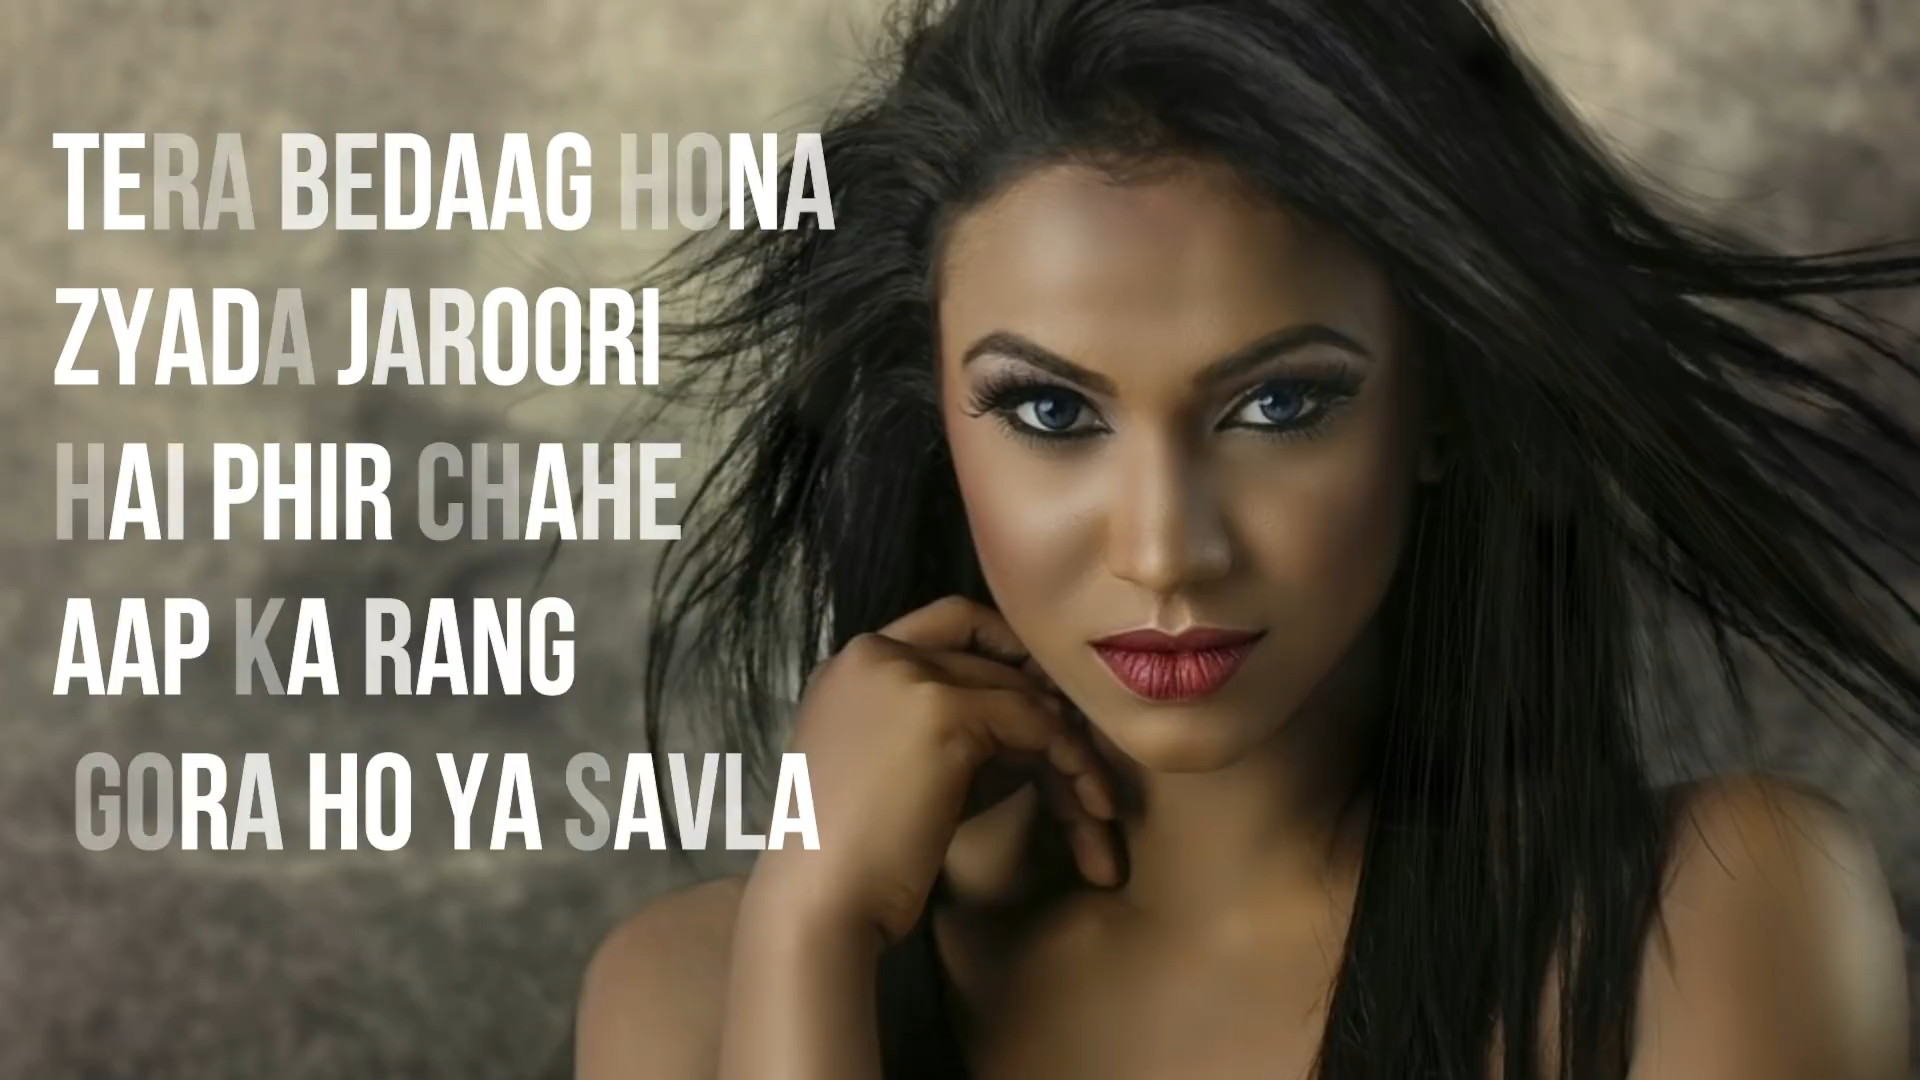 TERA BEDAAG HONA
ZYADA JAROORI
HAI PHIR CHAHE
AAP KA RANG
GORA HO YA SAVLA